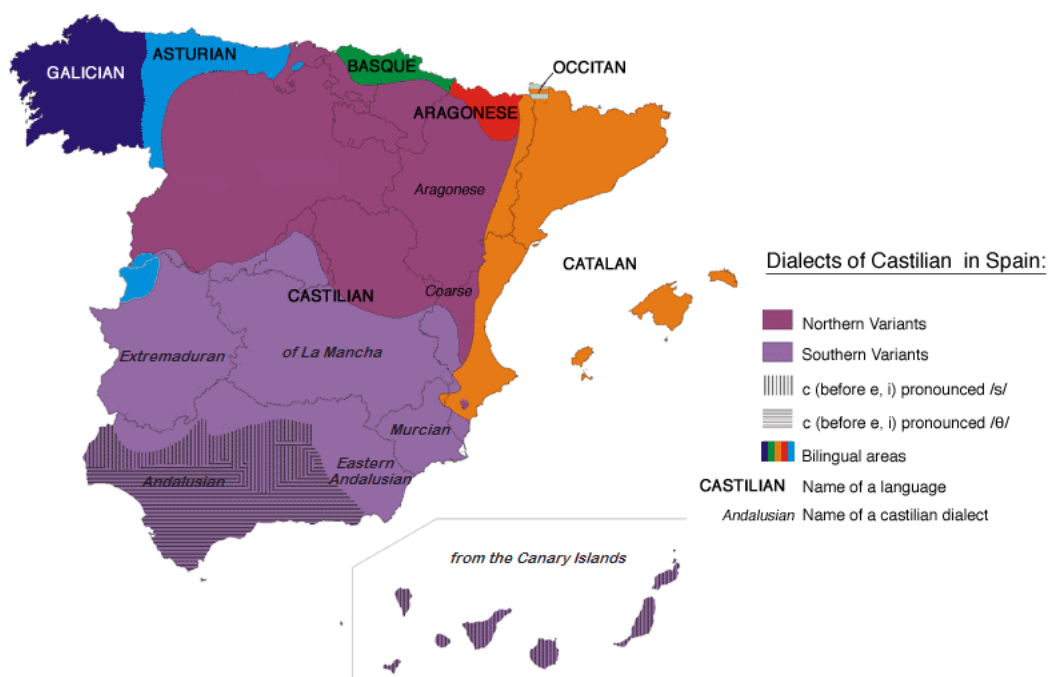 GALICIAN
ASTURIAN
BASQUE
OCCITAN
ARAGONESE
Aragonese
CATALAN
CASTILIAN
Coarse
Extremaduran
of La Mancha
Murcian
Andalusian
Eastern
Andalusian
from the Canary Islands
Dialects of Castilian in Spain:
Northern Variants
Southern Variants
c (before e, i) pronounced /s/
c (before e, i) pronounced /θ/
Bilingual areas
CASTILIAN Name of a language
Andalusian Name of a castilian dialect